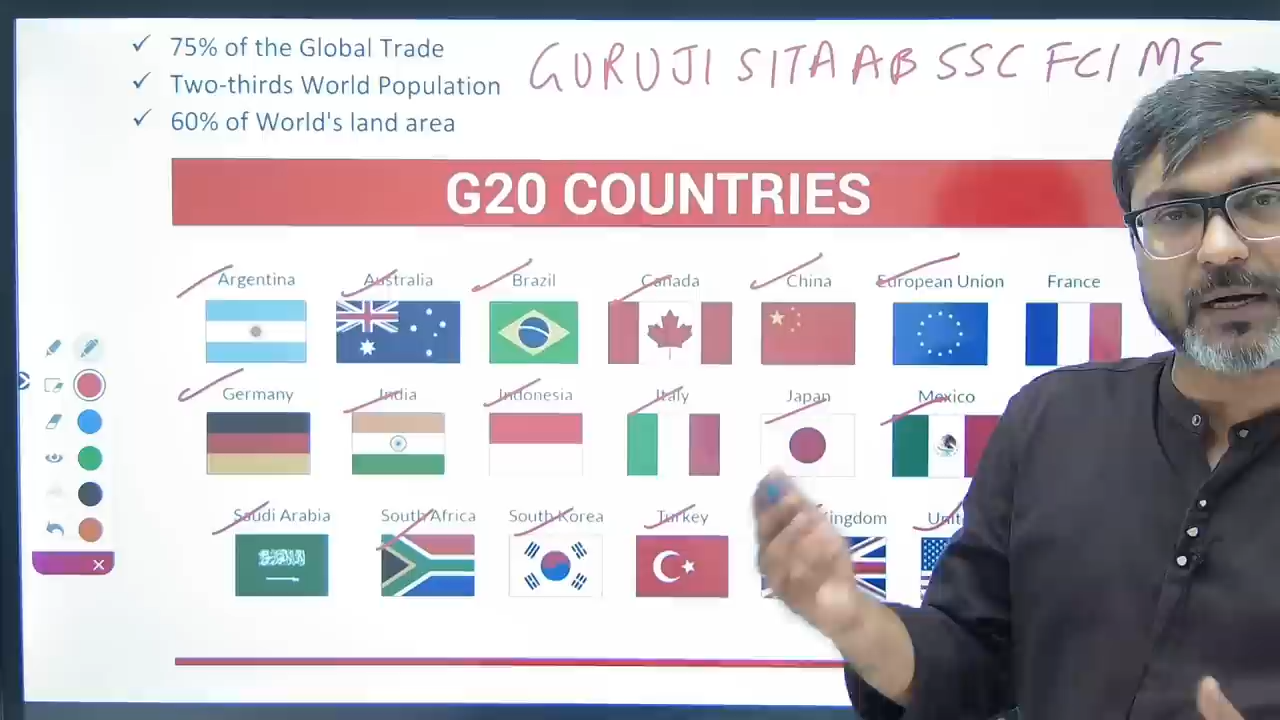 75% of the Global Trade
Two-thirds World Population
60% of World's land area
GURUJI SITA AB SSC FCI ME
G20 COUNTRIES
Argentina Australia Brazil Canada China European Union France
Germany India Indonesia Italy Japan Mexico
Saudi Arabia South Africa South Korea Turkey Kingdom